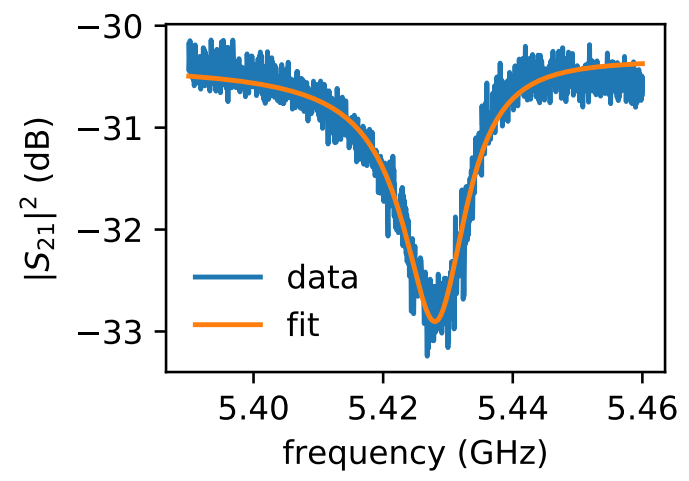 −30
−31
−32
−33
|S₂₁|² (dB)
data
fit
5.40 5.42 5.44 5.46
frequency (GHz)